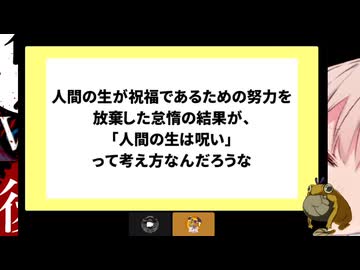 人間の生が祝福であるための努力を
放棄した怠惰の結果が、
「人間の生は呪い」
って考え方なんだろうな